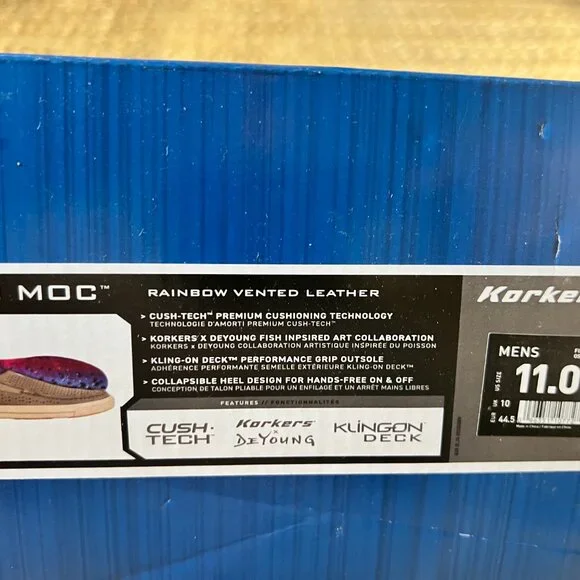 MOC™
RAINBOW VENTED LEATHER
> CUSH-TECH™ PREMIUM CUSHIONING TECHNOLOGY
TECHNOLOGIE D'AMORTI PREMIUM CUSH-TECH™
> KORKERS X DEYOUNG FISH INPSIRED ART COLLABORATION
KORKERS x DEYOUNG COLLABORATION ARTISTIQUE INSPIRÉE DU POISSON
> KLING-ON DECK™ PERFORMANCE GRIP OUTSOLE
ADHÉRENCE PERFORMANTE SEMELLE EXTÉRIEURE KLING-ON DECK™
> COLLAPSIBLE HEEL DESIGN FOR HANDS-FREE ON & OFF
CONCEPTION DE TALON PLIABLE POUR UN ENFILAGE ET UN ARRÊT MAINS LIBRES
FEATURES // FONCTIONNALITÉS
CUSH·
TECH™
Korkers
x
DEYOUNG
KLINGON
DECK
Korkers
MENS
US SIZE
11.0
UK 10
EUR 44.5